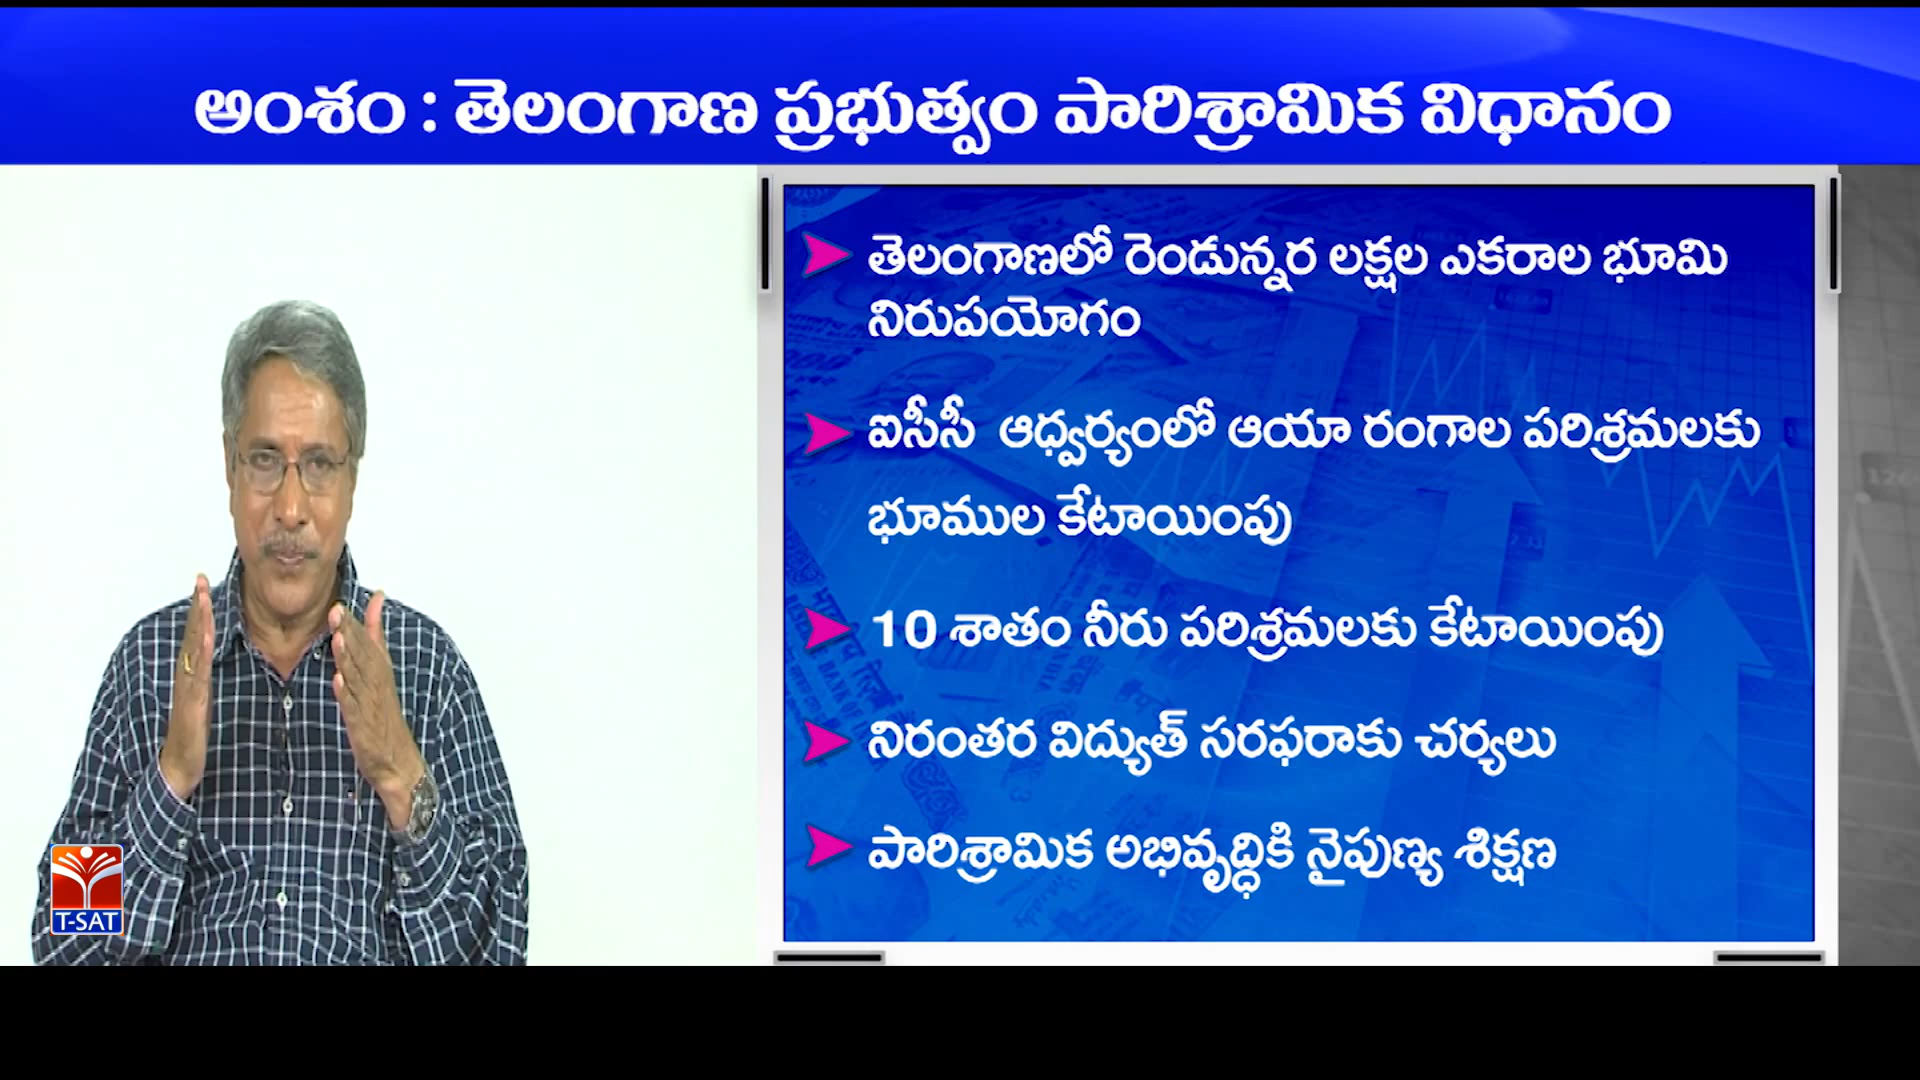 అంశం : తెలంగాణ ప్రభుత్వం పారిశ్రామిక విధానం
తెలంగాణలో రెండున్నర లక్షల ఎకరాల భూమి
నిరుపయోగం
ఐసీసీ ఆధ్వర్యంలో ఆయా రంగాల పరిశ్రమలకు
భూముల కేటాయింపు
10 శాతం నీరు పరిశ్రమలకు కేటాయింపు
నిరంతర విద్యుత్ సరఫరాకు చర్యలు
పారిశ్రామిక అభివృద్ధికి నైపుణ్య శిక్షణ
T-SAT